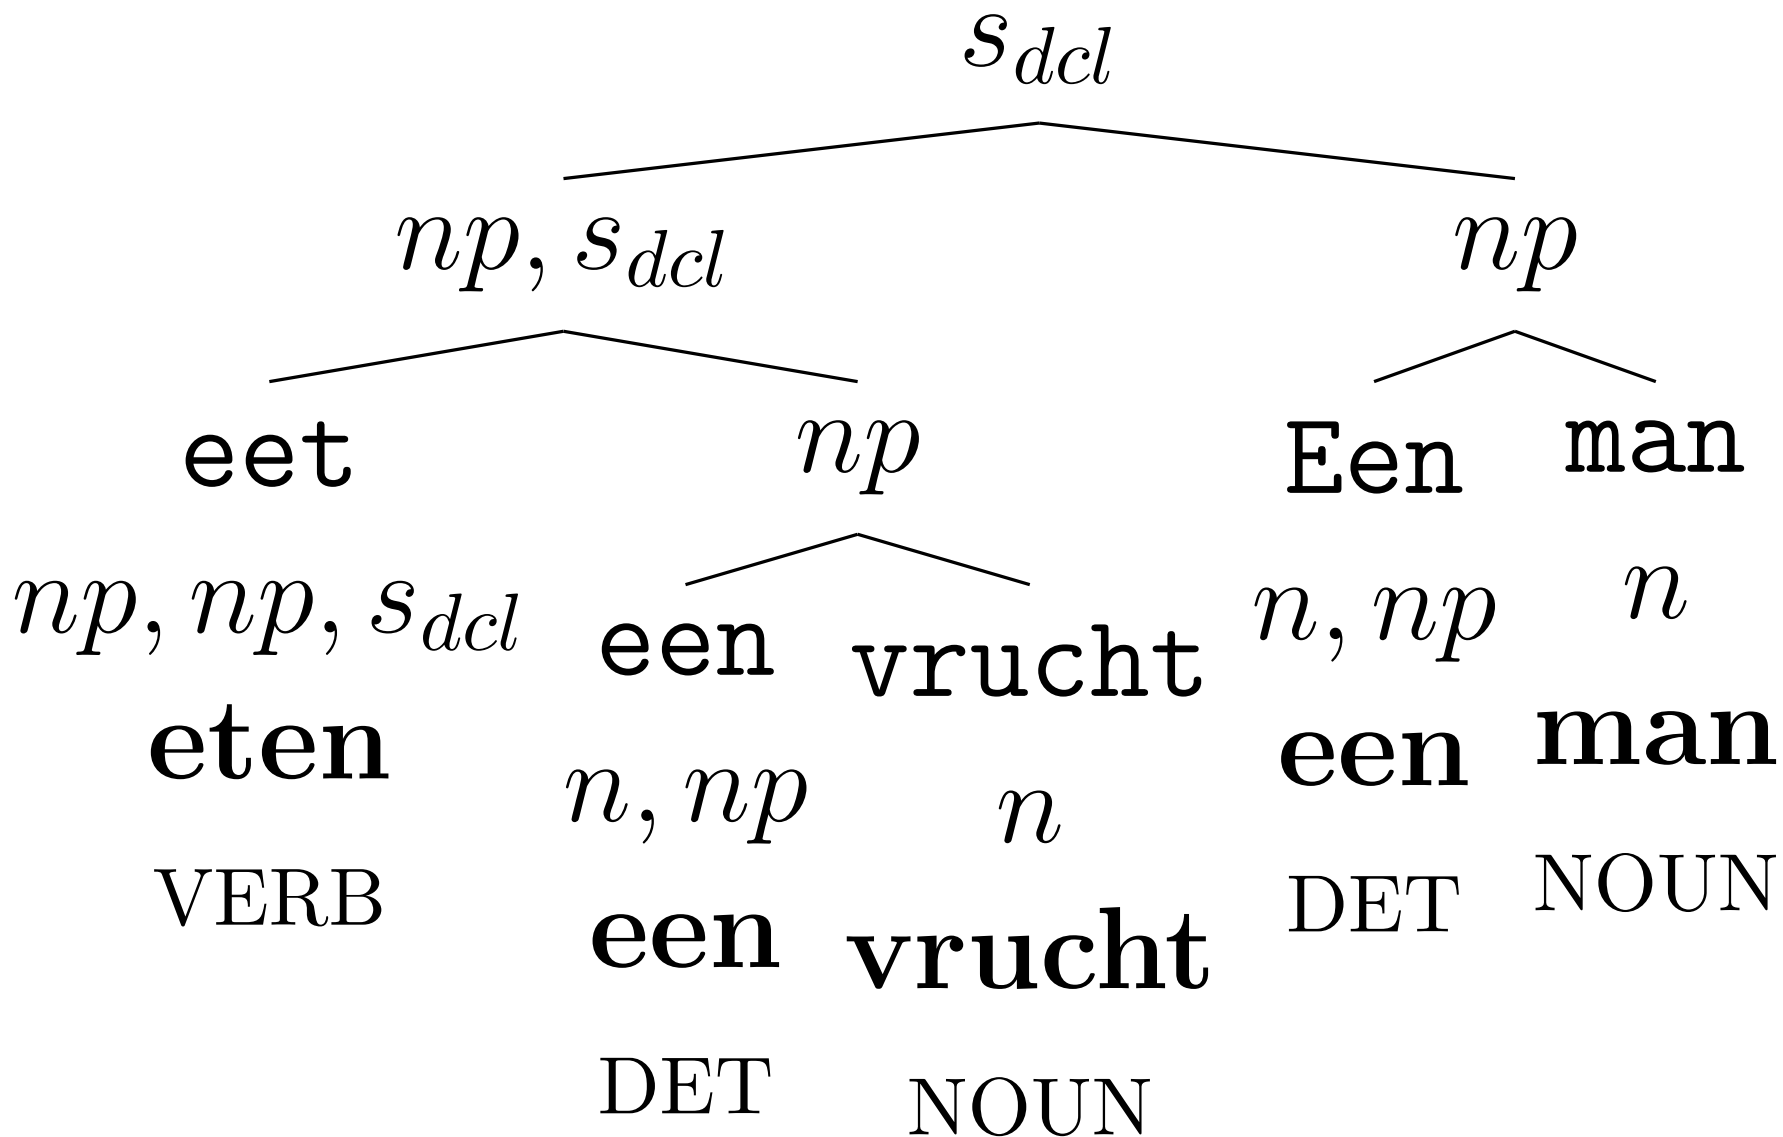 s_dcl
np, s_dcl
np
eet
np
Een
man
np, np, s_dcl
een
vrucht
n, np
n
eten
n, np
n
een
man
VERB
een
vrucht
DET
NOUN
DET
NOUN